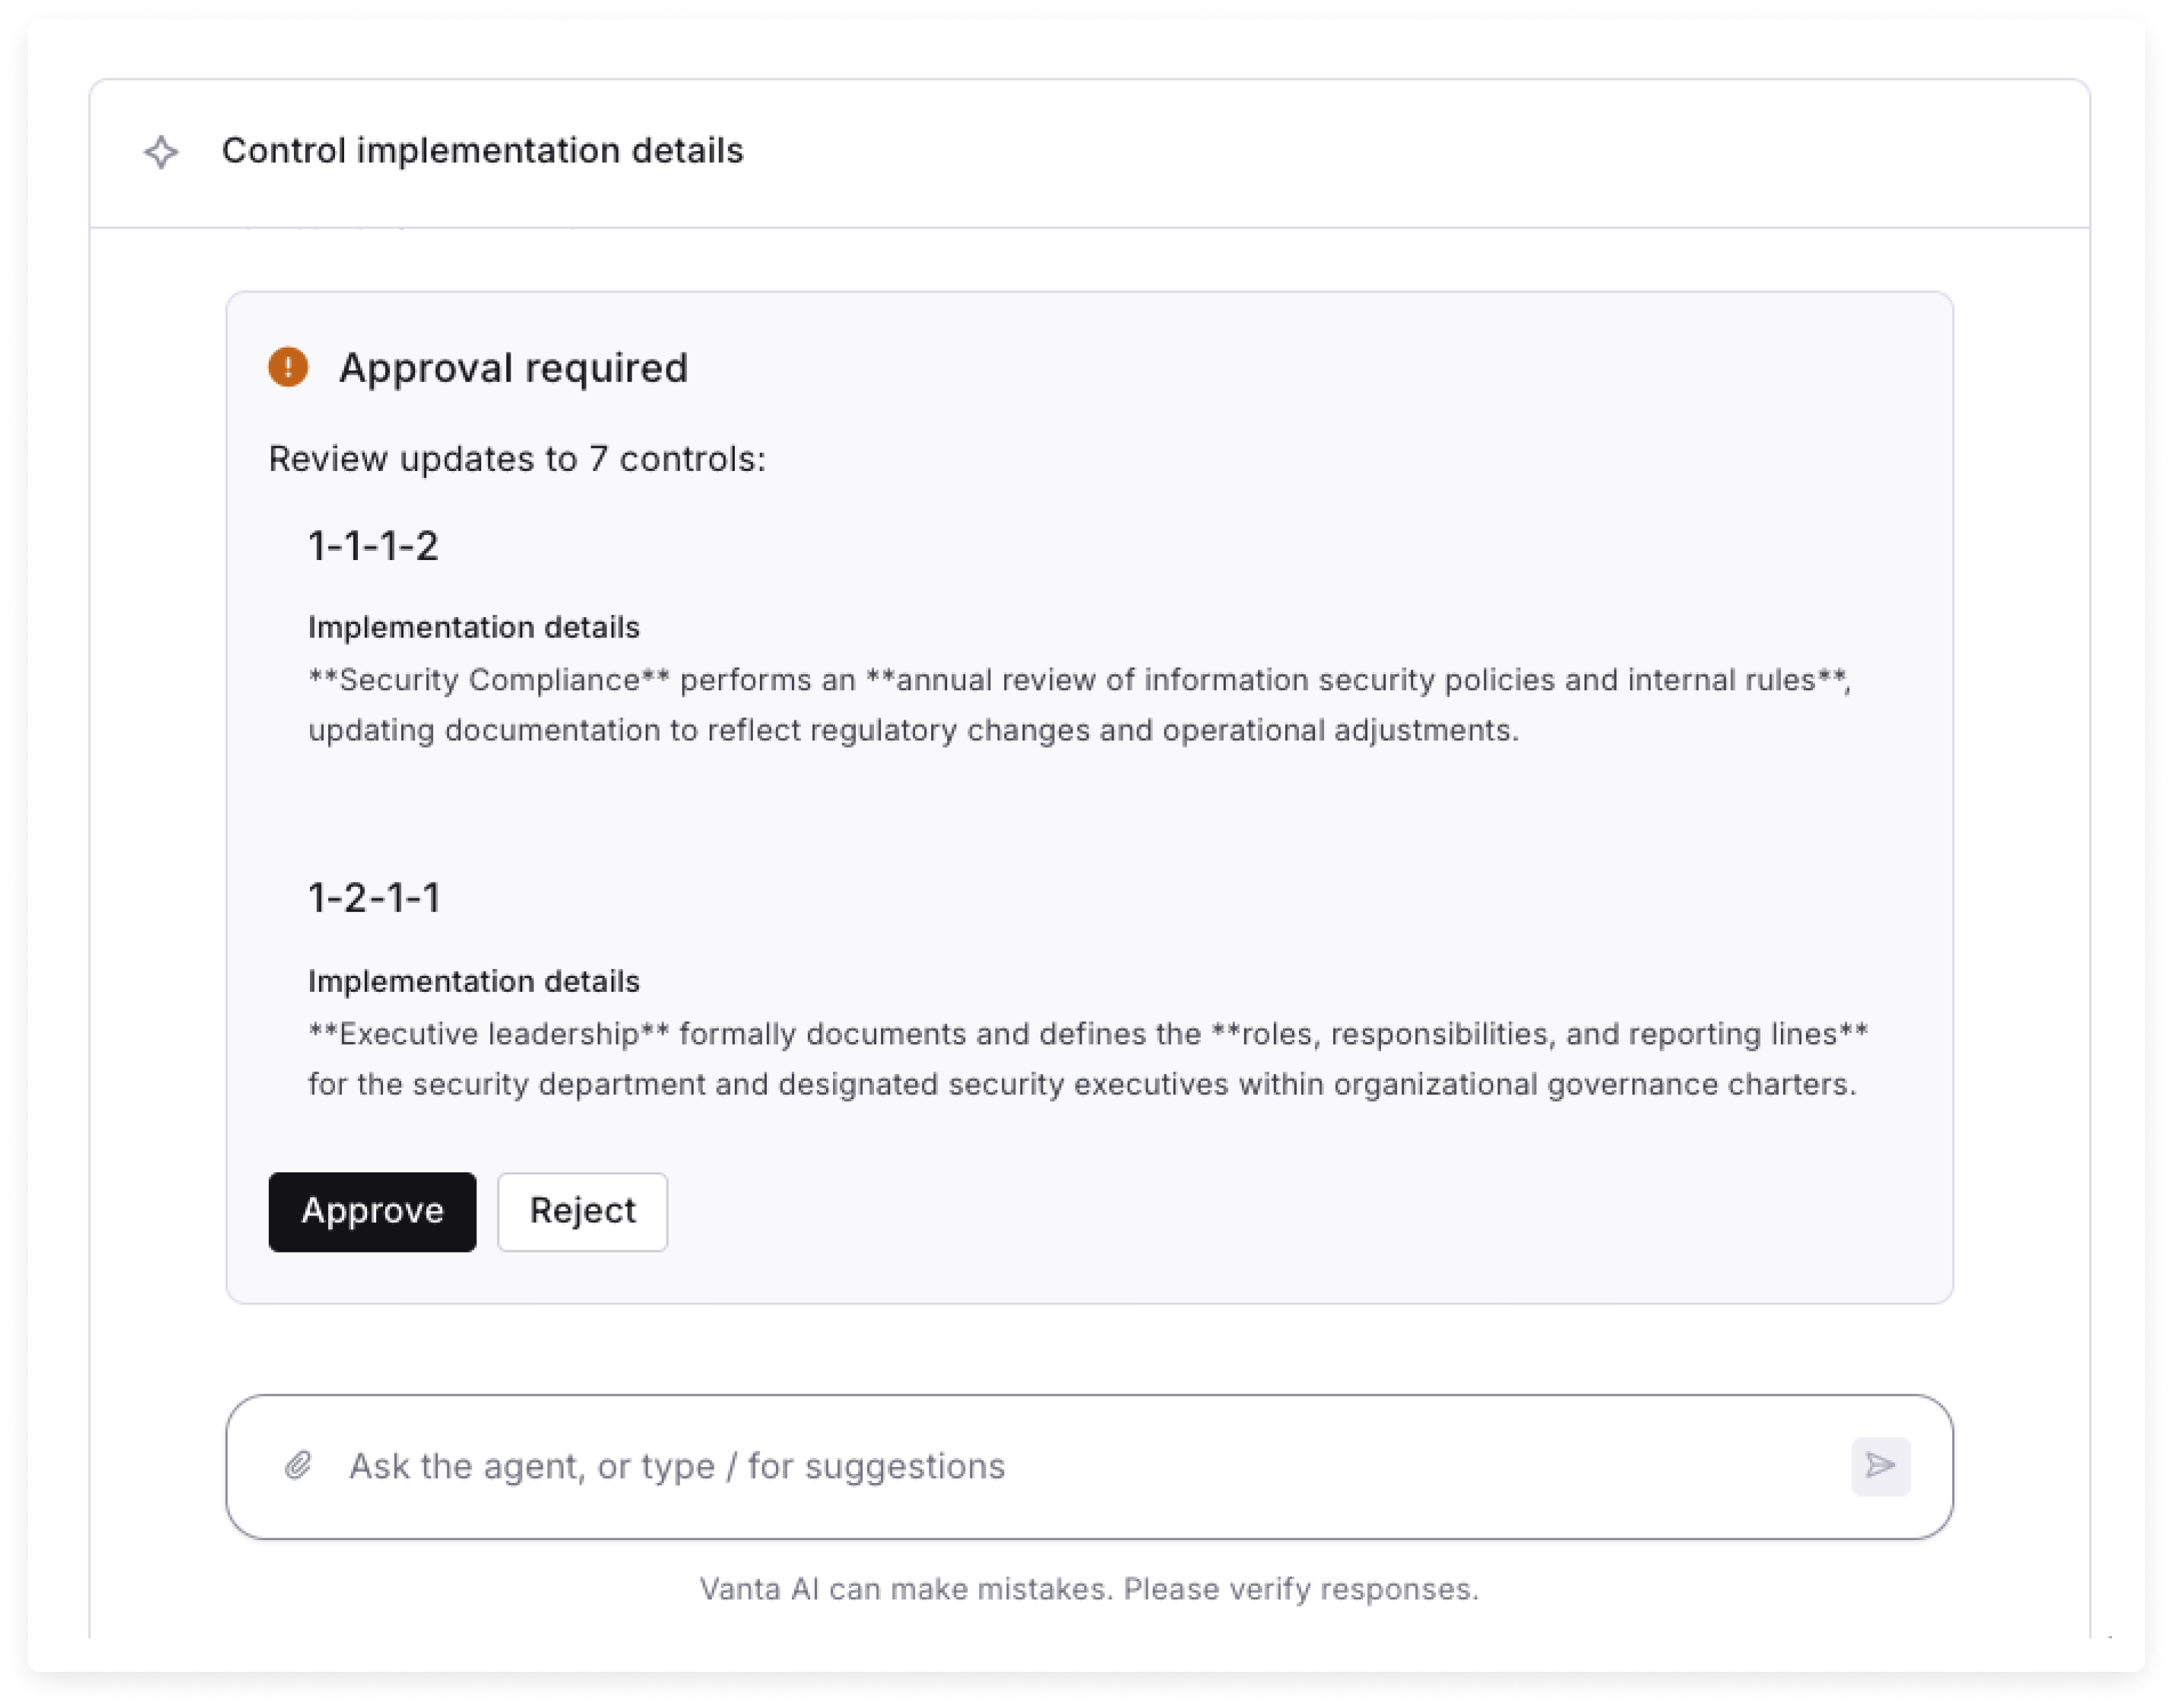 Control implementation details
Approval required
Review updates to 7 controls:
1-1-1-2
Implementation details
**Security Compliance** performs an **annual review of information security policies and internal rules**,
updating documentation to reflect regulatory changes and operational adjustments.
1-2-1-1
Implementation details
**Executive leadership** formally documents and defines the **roles, responsibilities, and reporting lines**
for the security department and designated security executives within organizational governance charters.
Approve
Reject
Ask the agent, or type / for suggestions
Vanta AI can make mistakes. Please verify responses.